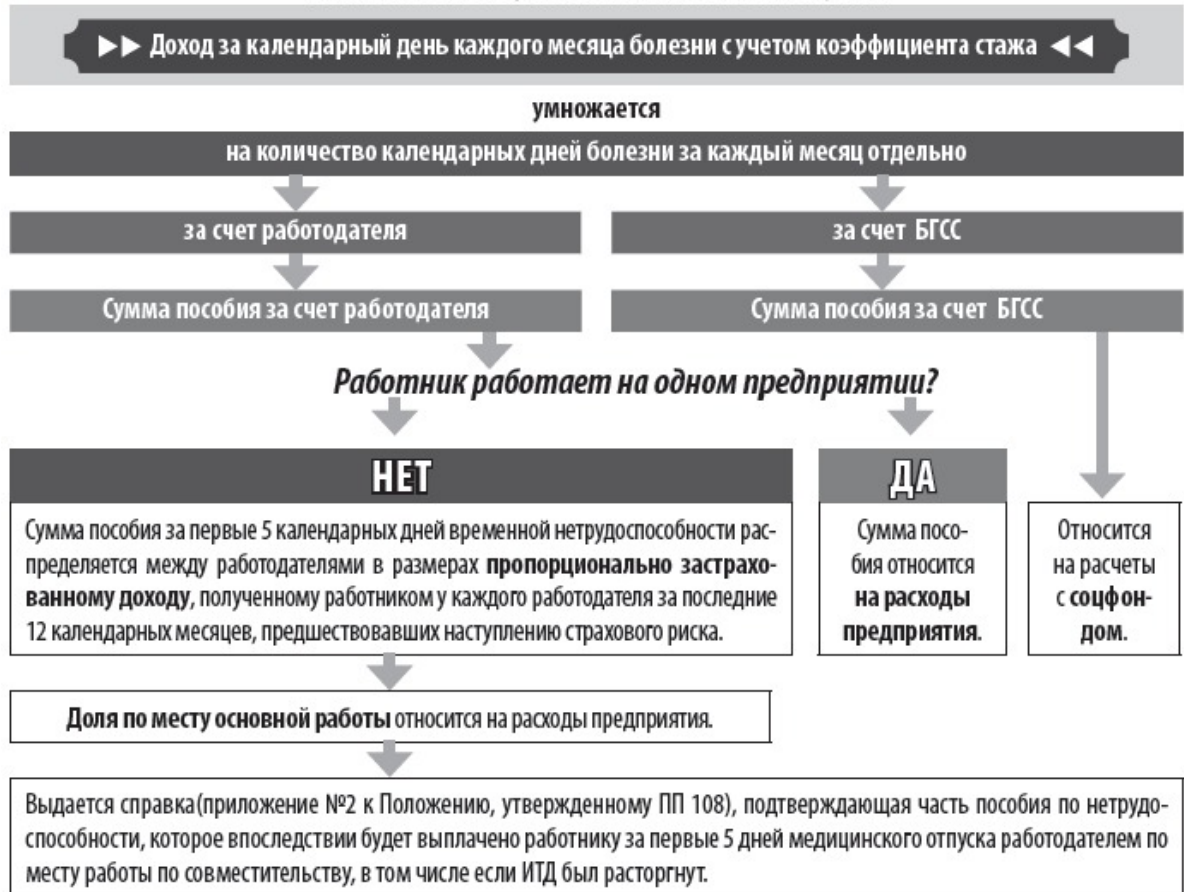 ▶▶ Доход за календарный день каждого месяца болезни с учетом коэффициента стажа ◀◀
умножается
на количество календарных дней болезни за каждый месяц отдельно
за счет работодателя
за счет БГСС
Сумма пособия за счет работодателя
Сумма пособия за счет БГСС
Работник работает на одном предприятии?
НЕТ
Сумма пособия за первые 5 календарных дней временной нетрудоспособности рас-
пределяется между работодателями в размерах пропорционально застрахо-
ванному доходу, полученному работником у каждого работодателя за последние
12 календарных месяцев, предшествовавших наступлению страхового риска.
ДА
Сумма посо-
бия относится
на расходы
предприятия.
Относится
на расчеты
с соцфон-
дом.
Доля по месту основной работы относится на расходы предприятия.
Выдается справка(приложение №2 к Положению, утвержденному ПП 108), подтверждающая часть пособия по нетрудо-
способности, которое впоследствии будет выплачено работнику за первые 5 дней медицинского отпуска работодателем по
месту работы по совместительству, в том числе если ИТД был расторгнут.